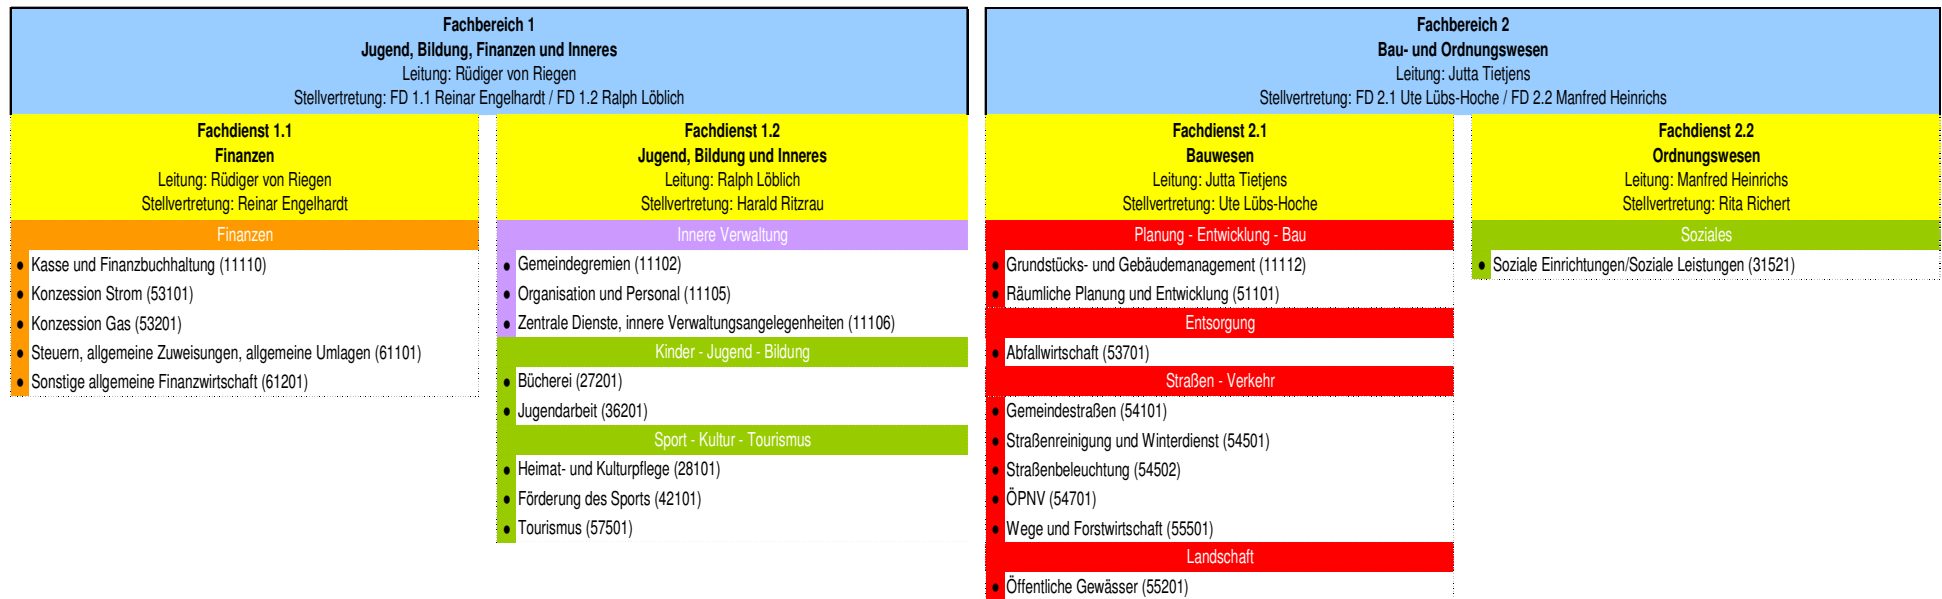 Fachbereich 1
Jugend, Bildung, Finanzen und Inneres
Leitung: Rüdiger von Riegen
Stellvertretung: FD 1.1 Reinar Engelhardt / FD 1.2 Ralph Löblich
Fachdienst 1.1
Finanzen
Leitung: Rüdiger von Riegen
Stellvertretung: Reinar Engelhardt
Finanzen
• Kasse und Finanzbuchhaltung (11110)
• Konzession Strom (53101)
• Konzession Gas (53201)
• Steuern, allgemeine Zuweisungen, allgemeine Umlagen (61101)
• Sonstige allgemeine Finanzwirtschaft (61201)
Fachdienst 1.2
Jugend, Bildung und Inneres
Leitung: Ralph Löblich
Stellvertretung: Harald Ritzrau
Innere Verwaltung
• Gemeindegremien (11102)
• Organisation und Personal (11105)
• Zentrale Dienste, innere Verwaltungsangelegenheiten (11106)
Kinder - Jugend - Bildung
• Bücherei (27201)
• Jugendarbeit (36201)
Sport - Kultur - Tourismus
• Heimat- und Kulturpflege (28101)
• Förderung des Sports (42101)
• Tourismus (57501)
Fachbereich 2
Bau- und Ordnungswesen
Leitung: Jutta Tietjens
Stellvertretung: FD 2.1 Ute Lübs-Hoche / FD 2.2 Manfred Heinrichs
Fachdienst 2.1
Bauwesen
Leitung: Jutta Tietjens
Stellvertretung: Ute Lübs-Hoche
Planung - Entwicklung - Bau
• Grundstücks- und Gebäudemanagement (11112)
• Räumliche Planung und Entwicklung (51101)
Entsorgung
• Abfallwirtschaft (53701)
Straßen - Verkehr
• Gemeindestraßen (54101)
• Straßenreinigung und Winterdienst (54501)
• Straßenbeleuchtung (54502)
• ÖPNV (54701)
• Wege und Forstwirtschaft (55501)
Landschaft
• Öffentliche Gewässer (55201)
Fachdienst 2.2
Ordnungswesen
Leitung: Manfred Heinrichs
Stellvertretung: Rita Richert
Soziales
• Soziale Einrichtungen/Soziale Leistungen (31521)